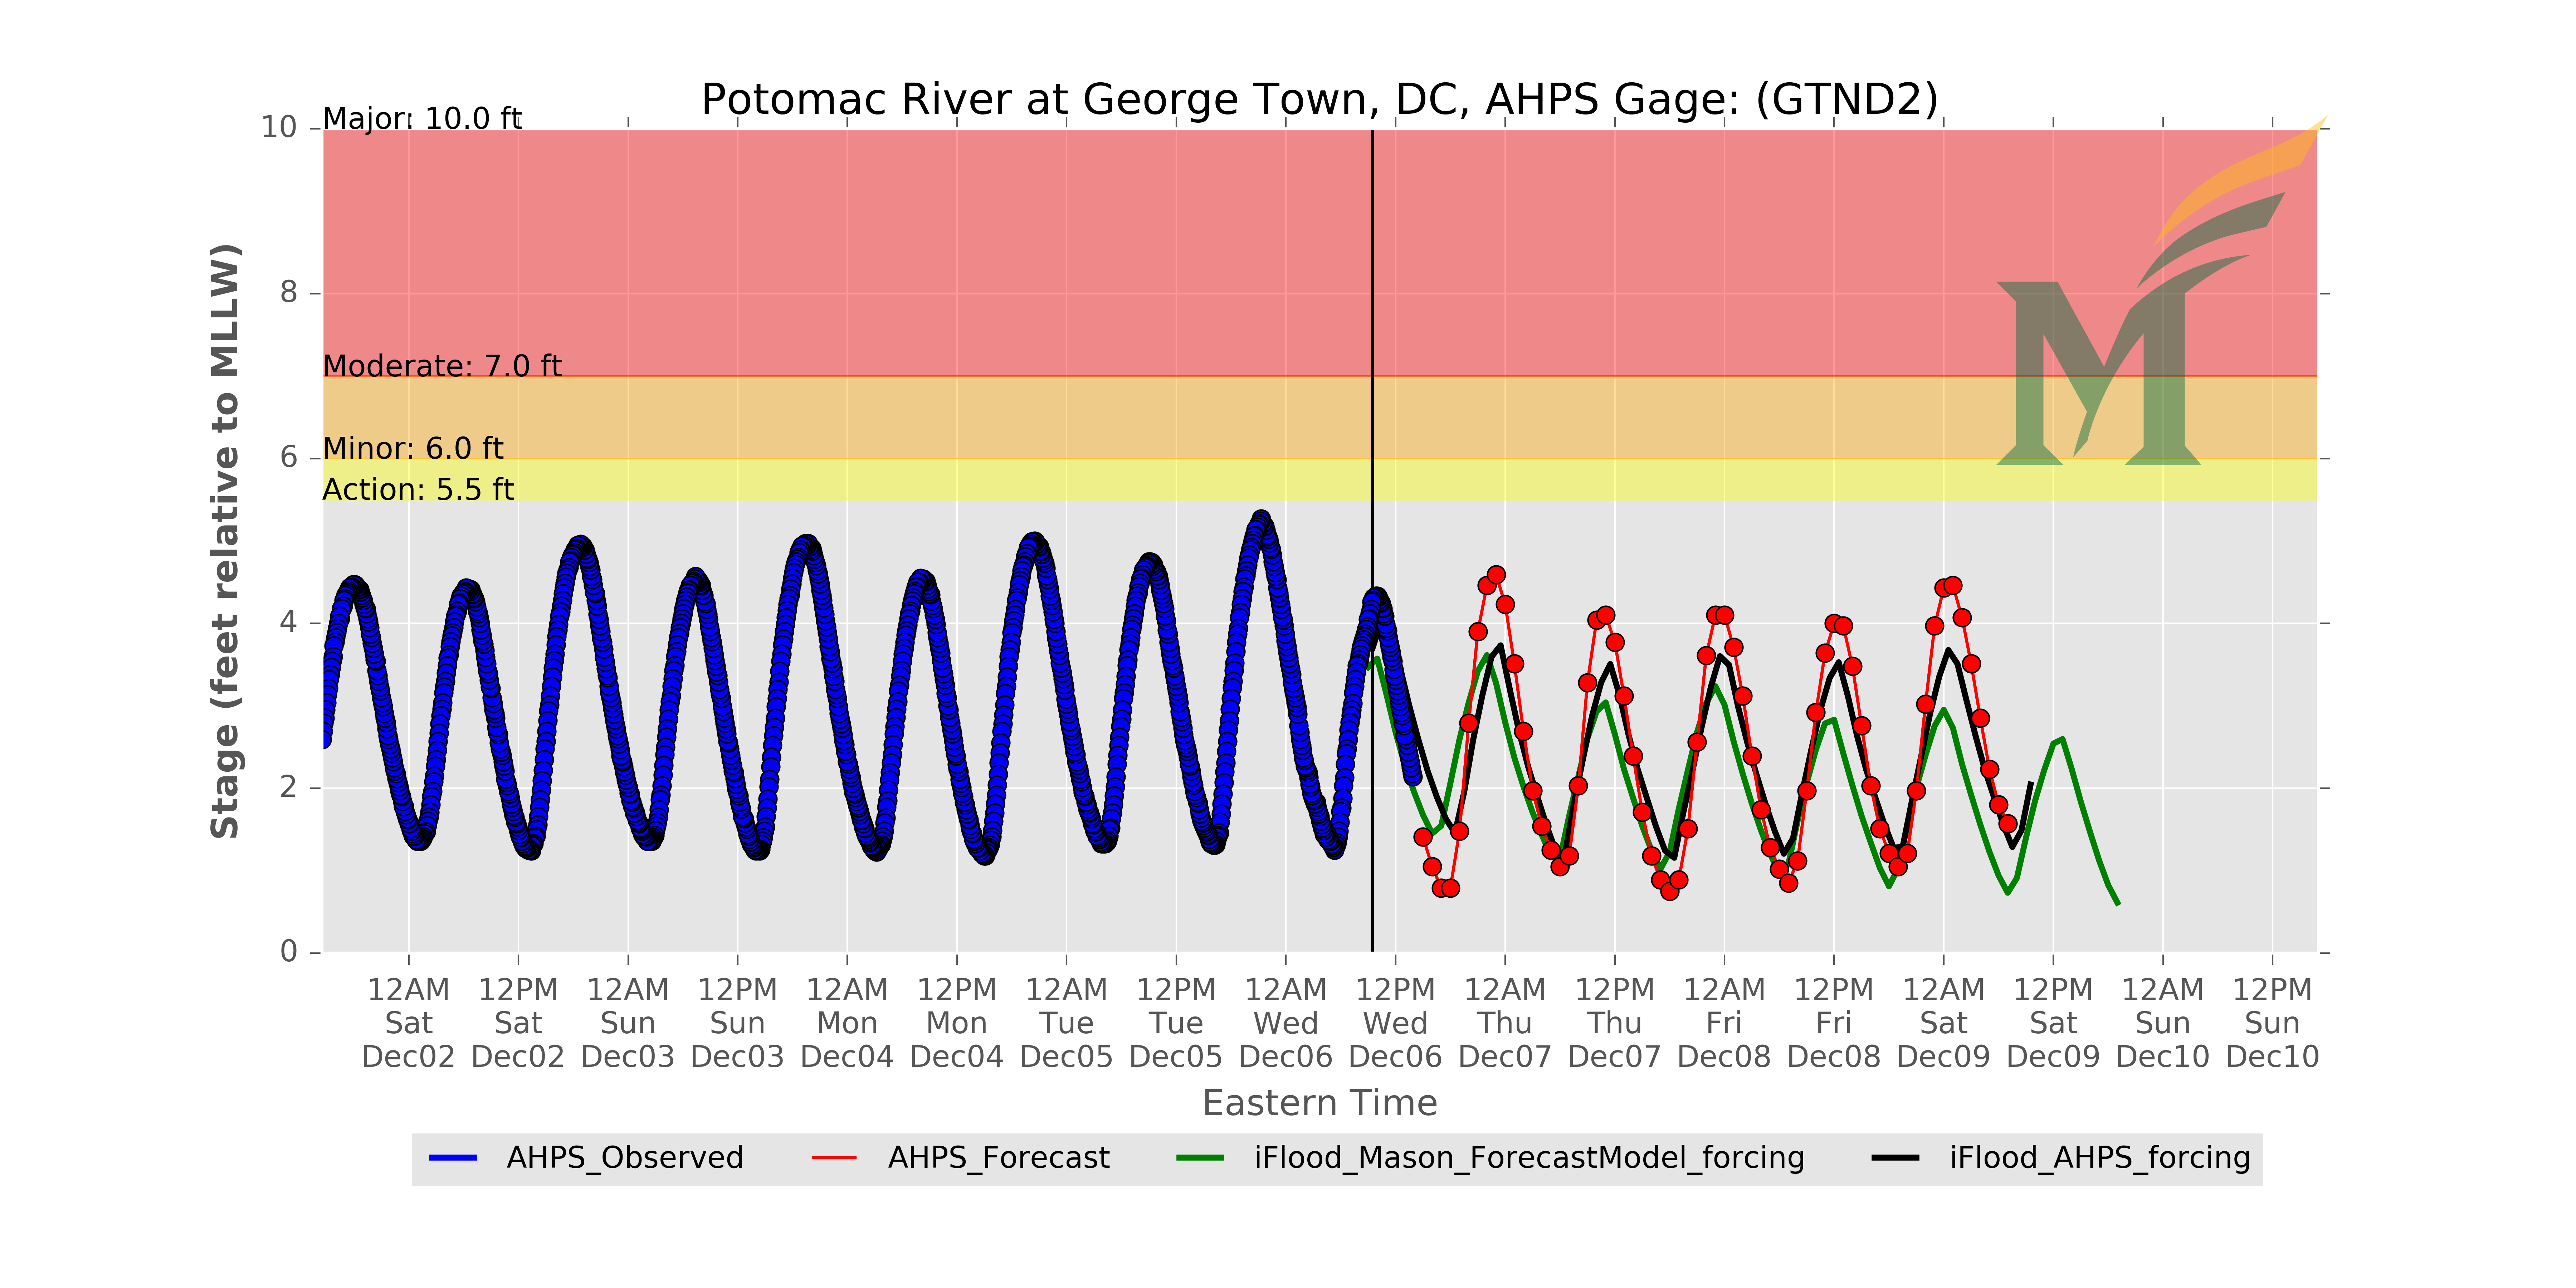 Potomac River at George Town, DC, AHPS Gage: (GTND2)
Stage (feet relative to MLLW)
10
8
6
4
2
0
Major: 10.0 ft
Moderate: 7.0 ft
Minor: 6.0 ft
Action: 5.5 ft
M
12AM 12PM 12AM 12PM 12AM 12PM 12AM 12PM 12AM 12PM 12AM 12PM 12AM 12PM 12AM 12PM 12AM 12PM
Sat Sat Sun Sun Mon Mon Tue Tue Wed Wed Thu Thu Fri Fri Sat Sat Sun Sun
Dec02 Dec02 Dec03 Dec03 Dec04 Dec04 Dec05 Dec05 Dec06 Dec06 Dec07 Dec07 Dec08 Dec08 Dec09 Dec09 Dec10 Dec10
Eastern Time
AHPS_Observed AHPS_Forecast iFlood_Mason_ForecastModel_forcing iFlood_AHPS_forcing